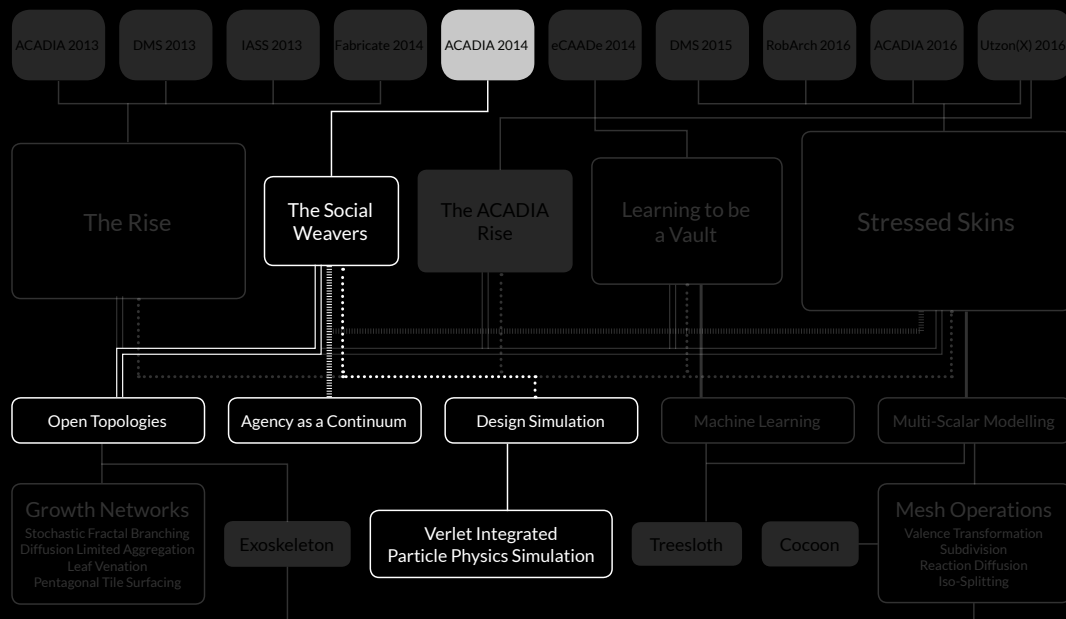 ACADIA 2013
DMS 2013
IASS 2013
Fabricate 2014
ACADIA 2014
eCAADe 2014
DMS 2015
RobArch 2016
ACADIA 2016
Utzon(X) 2016
The Rise
The Social
Weavers
The ACADIA
Rise
Learning to be
a Vault
Stressed Skins
Open Topologies
Agency as a Continuum
Design Simulation
Machine Learning
Multi-Scalar Modelling
Growth Networks
Stochastic Fractal Branching
Diffusion Limited Aggregation
Leaf Venation
Pentagonal Tile Surfacing
Exoskeleton
Verlet Integrated
Particle Physics Simulation
Treesloth
Cocoon
Mesh Operations
Valence Transformation
Subdivision
Reaction Diffusion
Iso-Splitting